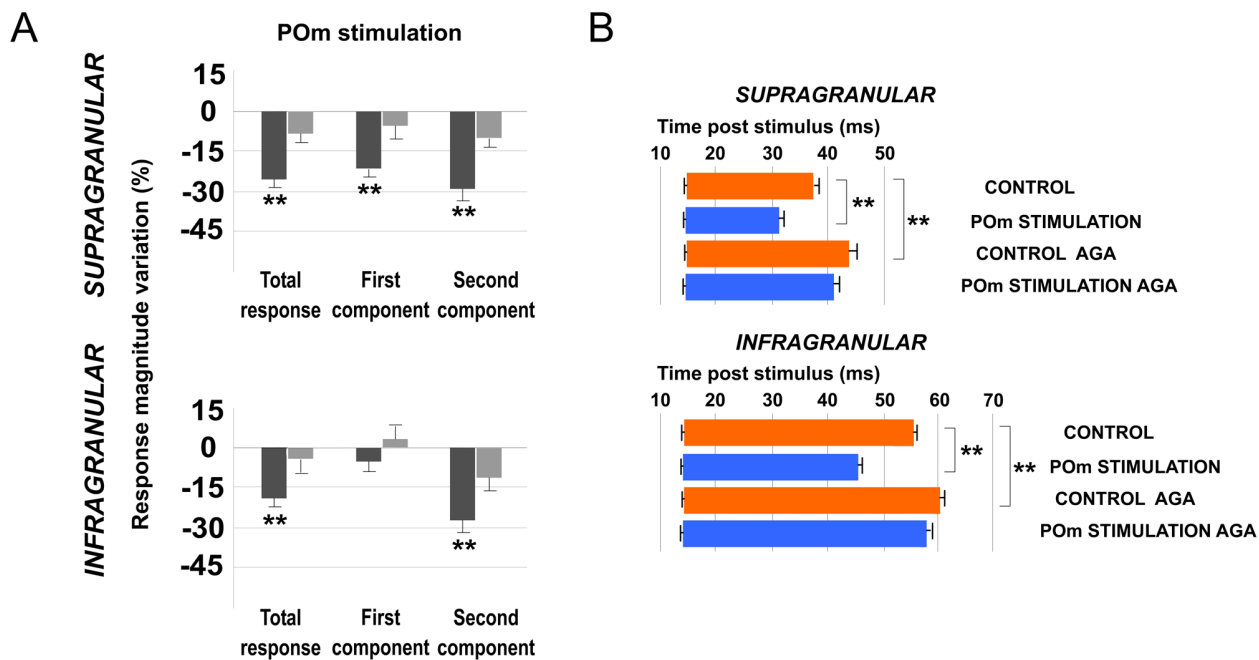 A
POm stimulation
SUPRAGRANULAR
INFRAGRANULAR
Response magnitude variation (%)
15
0
-15
-30
-45
**
**
**
Total response
First component
Second component
15
0
-15
-30
-45
**
**
Total response
First component
Second component
B
SUPRAGRANULAR
Time post stimulus (ms)
10 20 30 40 50
CONTROL
POm STIMULATION
CONTROL AGA
POm STIMULATION AGA
**
**
INFRAGRANULAR
Time post stimulus (ms)
10 20 30 40 50 60 70
CONTROL
POm STIMULATION
CONTROL AGA
POm STIMULATION AGA
**
**